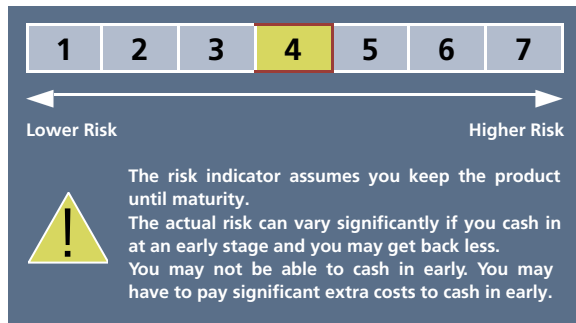 1 2 3 4 5 6 7
Lower Risk Higher Risk
The risk indicator assumes you keep the product
until maturity.
The actual risk can vary significantly if you cash in
at an early stage and you may get back less.
You may not be able to cash in early. You may
have to pay significant extra costs to cash in early.